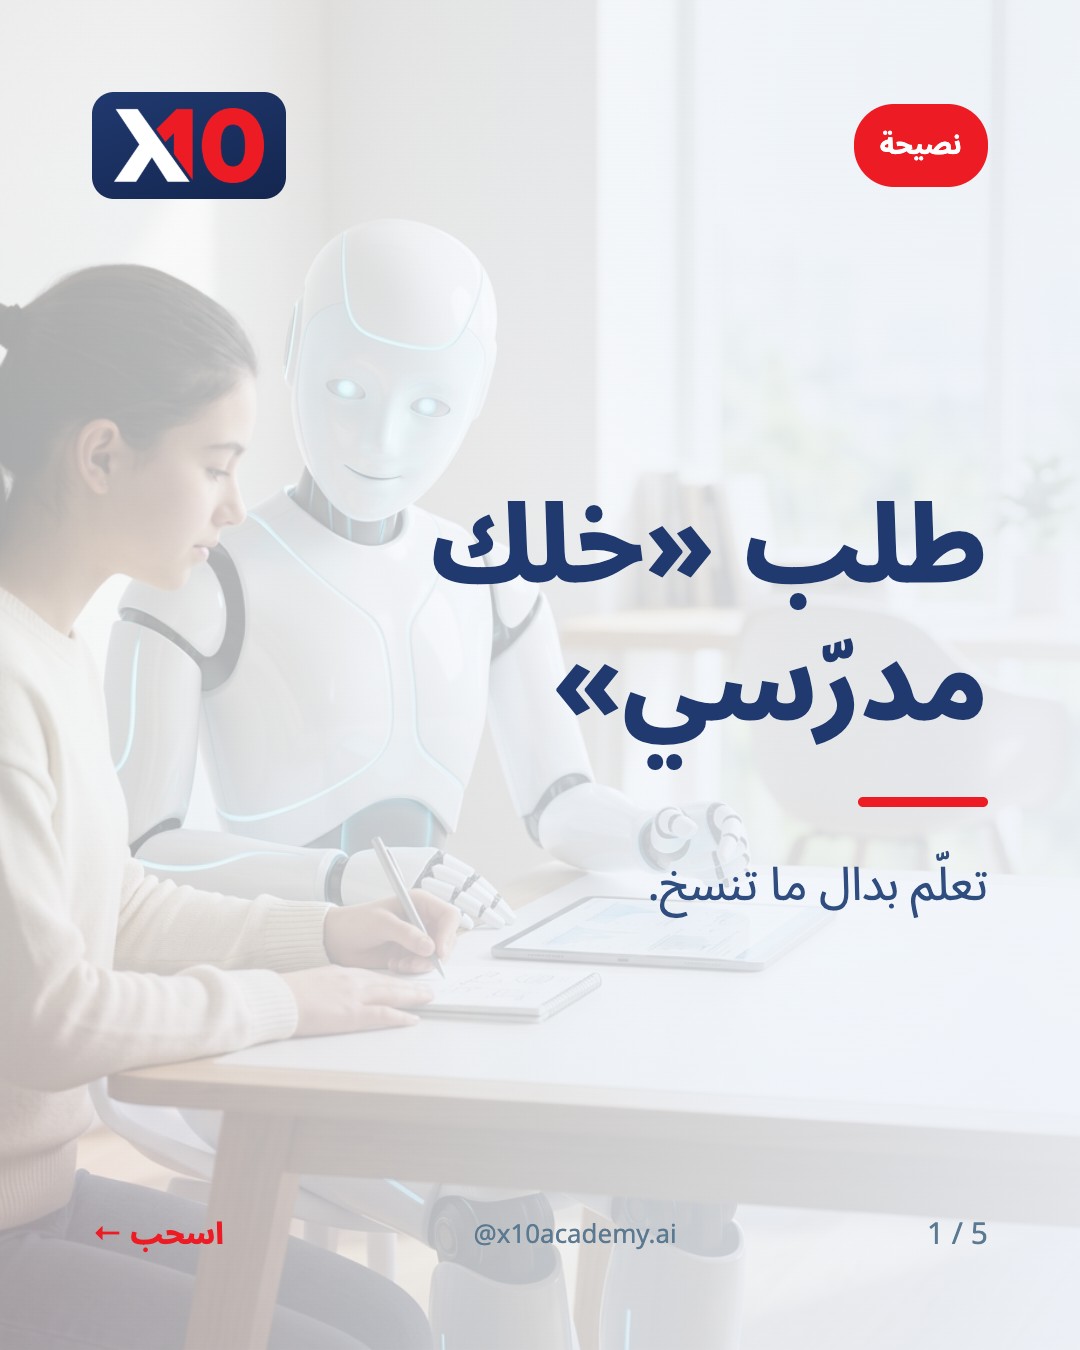 X10
نصيحة
طلب «خلك
مدرّسي»
تعلّم بدال ما تنسخ.
1 / 5
@x10academy.ai
اسحب ←